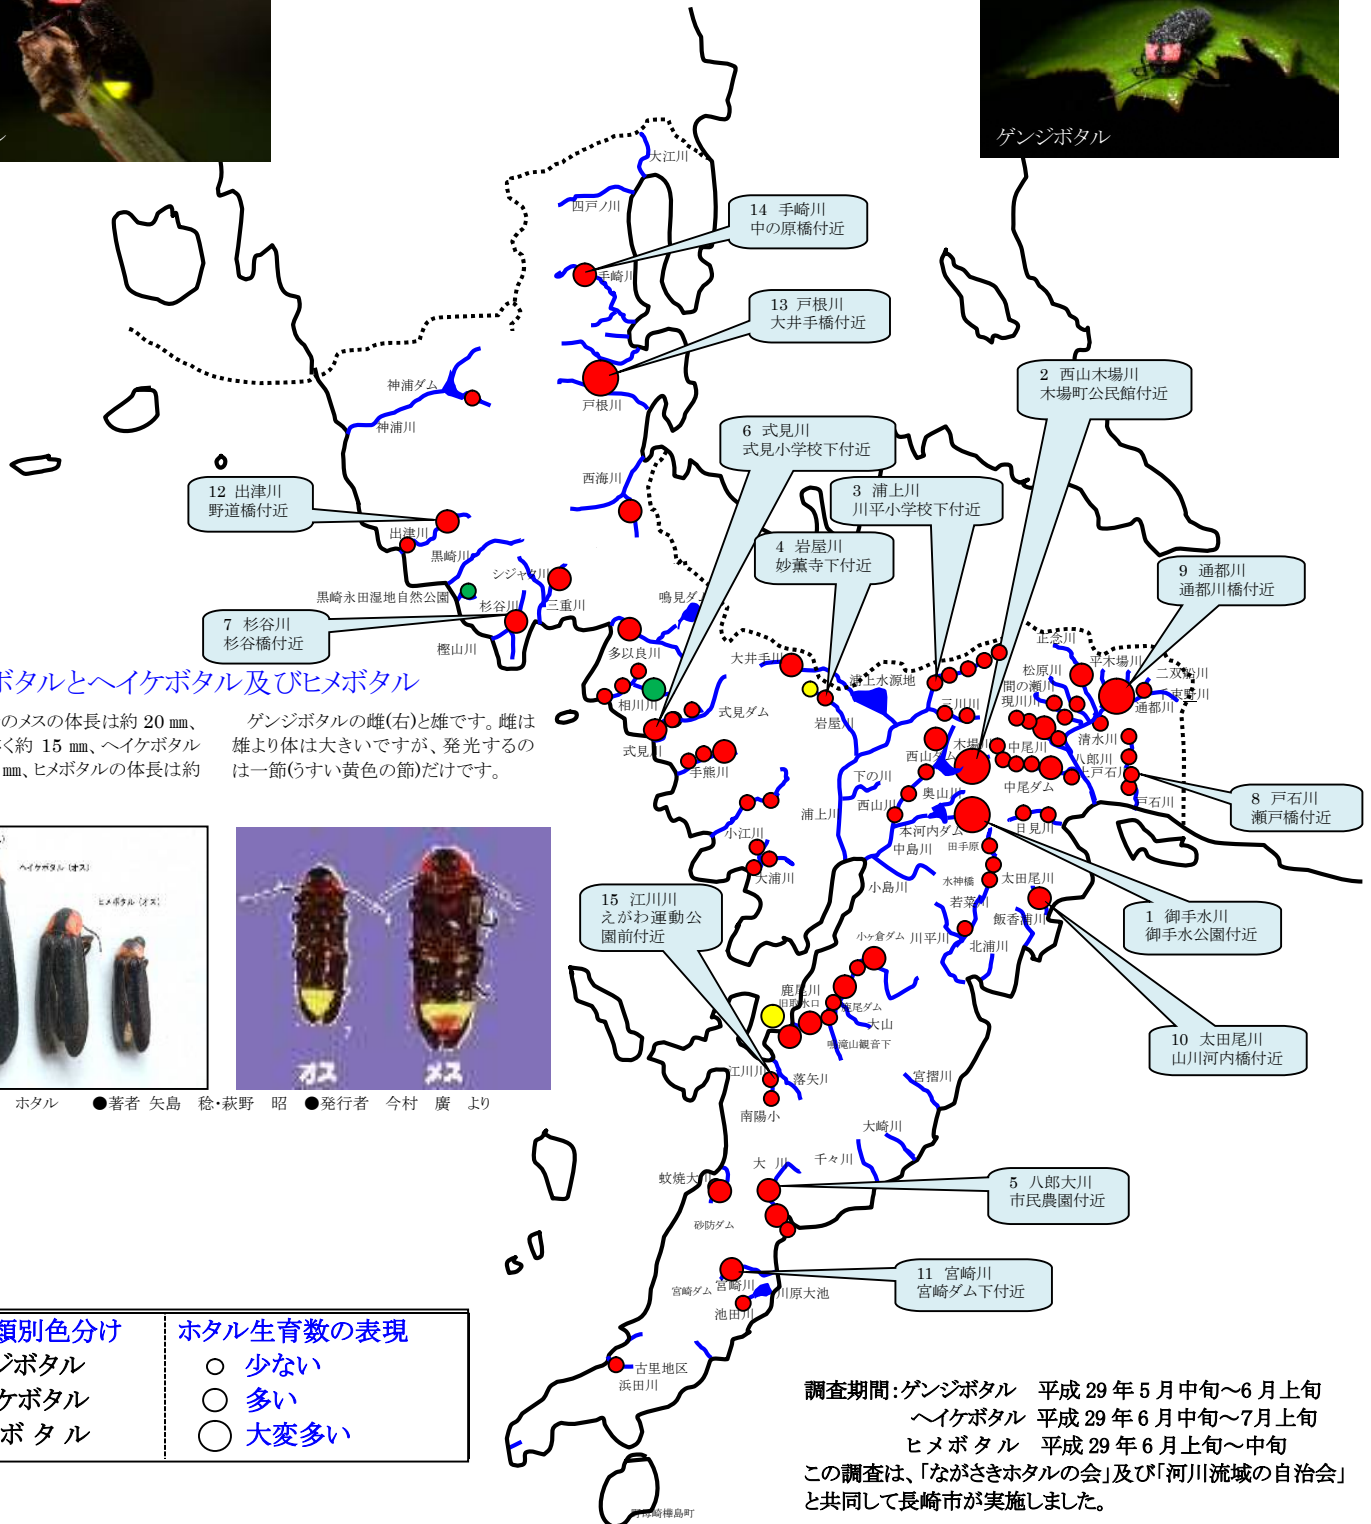 ゲンジボタル
大江川
四戸ノ川
14 手崎川
中の原橋付近
手崎川
13 戸根川
大井手橋付近
神浦ダム
神浦川
戸根川
2 西山木場川
木場町公民館付近
6 式見川
式見小学校下付近
西海川
12 出津川
野道橋付近
3 浦上川
川平小学校下付近
出津川
黒崎川
4 岩屋川
妙薫寺下付近
シジャク川
9 通都川
通都川橋付近
黒崎永田湿地自然公園
杉谷川
三重川
鳴見ダム
7 杉谷川
杉谷橋付近
樫山川
多以良川
大井手川
正念川
松原川
平木場川
間の瀬川
現川川
二双船川
千束野川
通都川
浦上水源地
ボタルとヘイケボタル及びヒメボタル
のメスの体長は約 20 ㎜、
く約 15 ㎜、ヘイケボタル
㎜、ヒメボタルの体長は約
ゲンジボタルの雌(右)と雄です。雌は
雄より体は大きいですが、発光するの
は一節(うすい黄色の節)だけです。
相川川
式見ダム
式見川
手熊川
岩屋川
三川川
西山ダム
木場川
中尾川
清水川
八郎川
上戸石川
中尾ダム
戸石川
下の川
奥山川
西山川
浦上川
本河内ダム
中島川
日見川
8 戸石川
瀬戸橋付近
小江川
大浦川
小島川
田手原
水神橋
太田尾川
若菜川
飯香浦川
1 御手水川
御手水公園付近
ヘイケボタル (オス)
ヒメボタル (オス)
オス
メス
15 江川川
えがわ運動公
園前付近
小ヶ倉ダム
川平川
北浦川
鹿尾川
旧取水口
鹿尾ダム
大山
鳴滝山観音下
10 太田尾川
山川河内橋付近
江川川
落矢川
南陽小
宮摺川
大崎川
千々川
ホタル ●著者 矢島 稔・萩野 昭 ●発行者 今村 廣 より
大 川
蚊焼大川
砂防ダム
5 八郎大川
市民農園付近
11 宮崎川
宮崎ダム下付近
宮崎ダム
宮崎川
川原大池
池田川
古里地区
浜田川
類別色分け
ジボタル
ケボタル
ボ タ ル
ホタル生育数の表現
少ない
多い
大変多い
調査期間:ゲンジボタル 平成 29 年 5 月中旬～6 月上旬
ヘイケボタル 平成 29 年 6 月中旬～7月上旬
ヒ メ ボ タ ル 平成 29 年 6 月上旬～中旬
この調査は、「ながさきホタルの会」及び「河川流域の自治会」
と共同して長崎市が実施しました。
野母崎樺島町